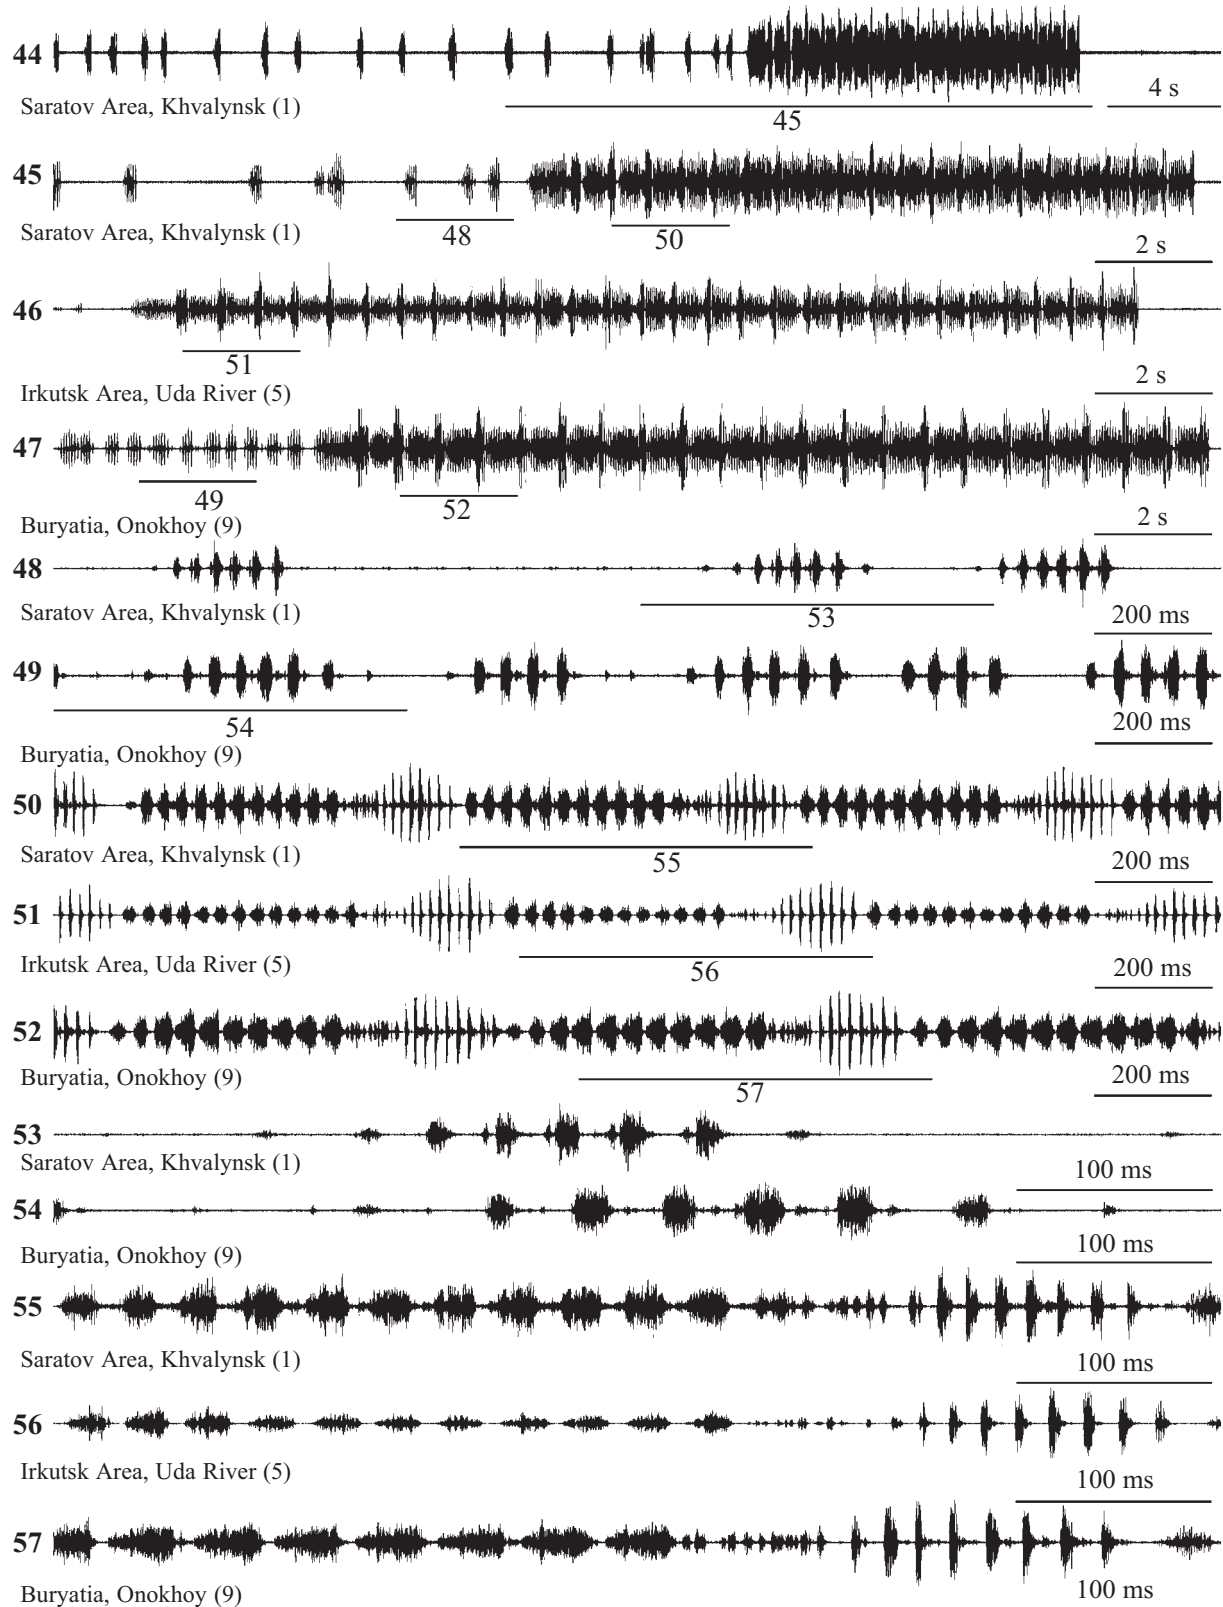 44
Saratov Area, Khvalynsk (1)
45
4 s
45
Saratov Area, Khvalynsk (1)
48
50
2 s
46
51
Irkutsk Area, Uda River (5)
2 s
47
49
52
Buryatia, Onokhoy (9)
2 s
48
Saratov Area, Khvalynsk (1)
53
200 ms
49
54
200 ms
Buryatia, Onokhoy (9)
50
Saratov Area, Khvalynsk (1)
55
200 ms
51
Irkutsk Area, Uda River (5)
56
200 ms
52
Buryatia, Onokhoy (9)
57
200 ms
53
Saratov Area, Khvalynsk (1)
100 ms
54
Buryatia, Onokhoy (9)
100 ms
55
Saratov Area, Khvalynsk (1)
100 ms
56
Irkutsk Area, Uda River (5)
100 ms
57
Buryatia, Onokhoy (9)
100 ms